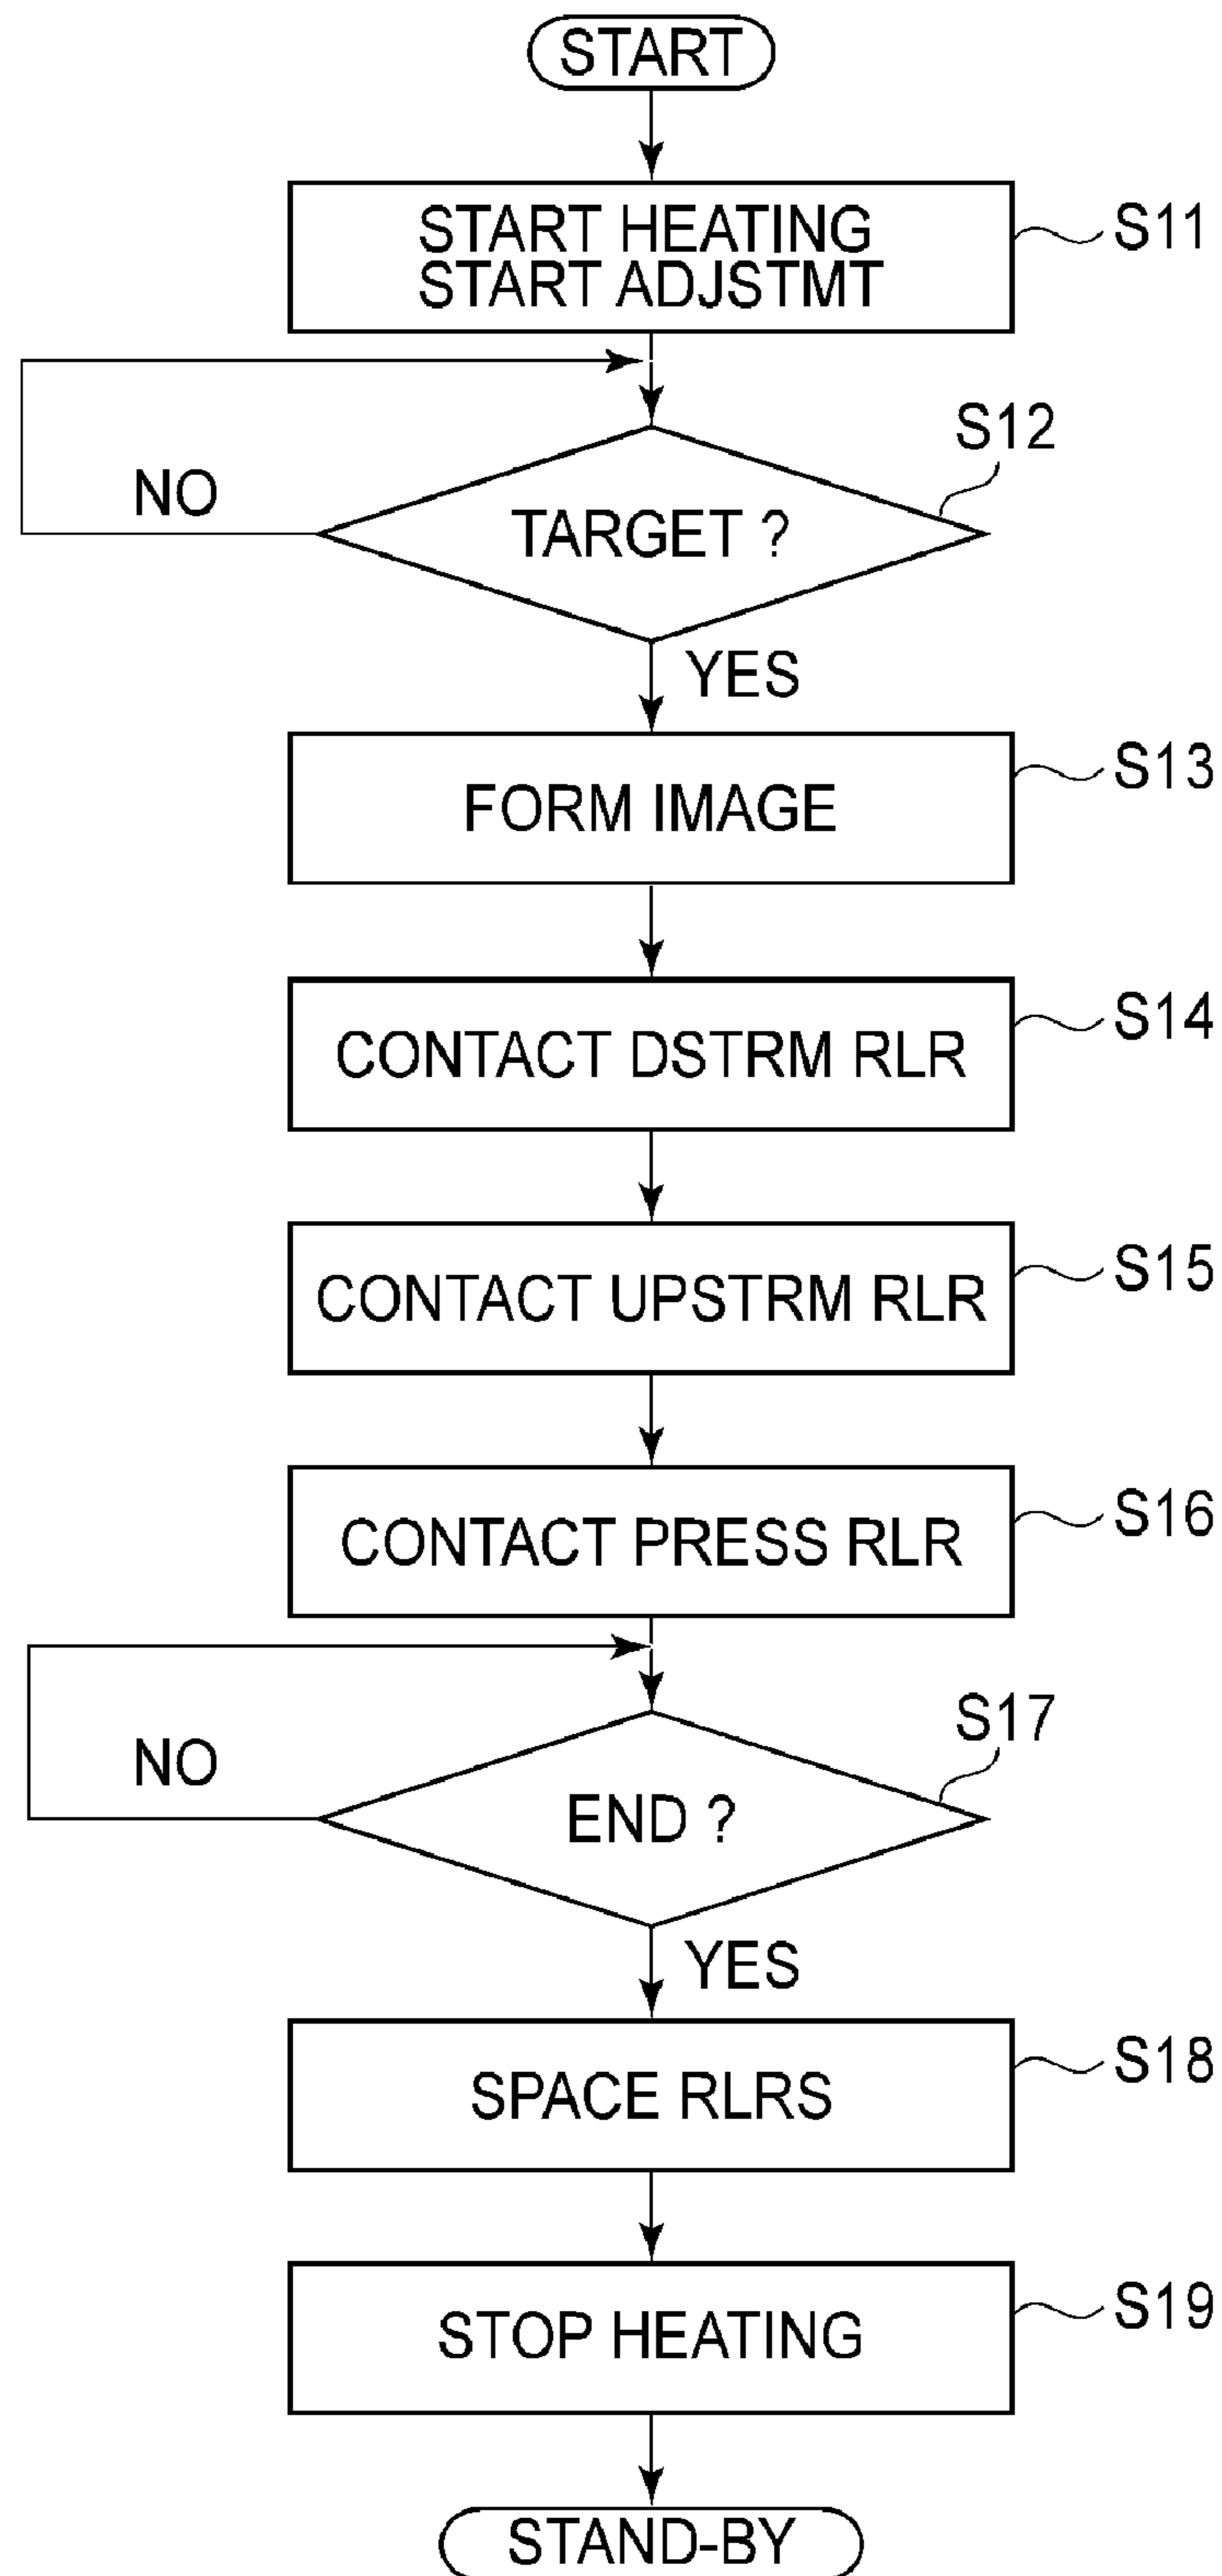 START
START HEATING
START ADJSTMT
S11
S12
NO
TARGET ?
YES
S13
FORM IMAGE
S14
CONTACT DSTRM RLR
S15
CONTACT UPSTRM RLR
S16
CONTACT PRESS RLR
S17
NO
END ?
YES
S18
SPACE RLRS
S19
STOP HEATING
STAND-BY